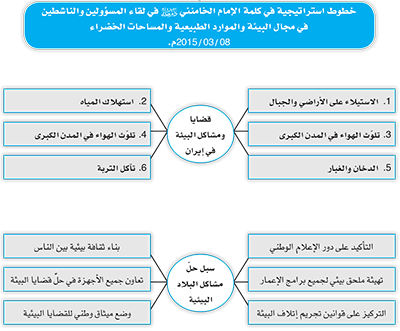 خطوط استراتيجية في كلمة الإمام الخامنئي في لقاء المسؤولين والناشطين
في مجال البيئة والموارد الطبيعية والمساحات الخضراء
2015/03/08م.
1. الاستيلاء على الأراضي والجبال
2. استهلاك المياه
قضايا
ومشاكل البيئة
في إيران
3. تلوّث الهواء في المدن الكبرى
4. تلوّث الهواء في المدن الكبرى
5. الدخان والغبار
6. تآكل التربة
التأكيد على دور الإعلام الوطني
بناء ثقافة بيئية بين الناس
سبل حلّ
مشاكل البلاد
البيئية
تهيئة ملحق بيئي لجميع برامج الإعمار
تعاون جميع الأجهزة في حلّ قضايا البيئة
التركيز على قوانين تجريم إتلاف البيئة
وضع ميثاق وطني للقضايا البيئية